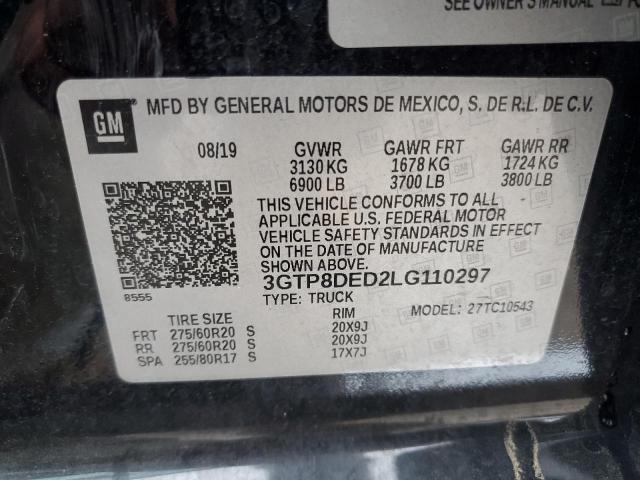 SEE OWNER'S MANUAL
GM
MFD BY GENERAL MOTORS DE MEXICO, S. DE R.L. DE C.V.
08/19 GVWR GAWR FRT GAWR RR
3130 KG 1678 KG 1724 KG
6900 LB 3700 LB 3800 LB
THIS VEHICLE CONFORMS TO ALL
APPLICABLE U.S. FEDERAL MOTOR
VEHICLE SAFETY STANDARDS IN EFFECT
ON THE DATE OF MANUFACTURE
SHOWN ABOVE.
8555
3GTP8DED2LG110297
TYPE: TRUCK
MODEL: 27TC10543
TIRE SIZE RIM
FRT 275/60R20 S 20X9J
RR 275/60R20 S 20X9J
SPA 255/80R17 S 17X7J